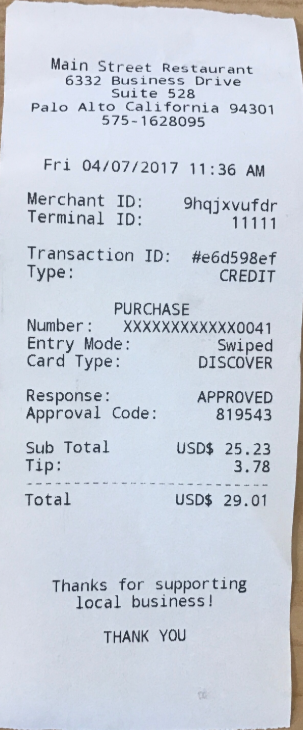 Main Street Restaurant
6332 Business Drive
Suite 528
Palo Alto California 94301
575-1628095
Fri 04/07/2017 11:36 AM
Merchant ID: 9hqjxvufdr
Terminal ID: 11111
Transaction ID: #e6d598ef
Type: CREDIT
PURCHASE
Number: XXXXXXXXXXXX0041
Entry Mode: Swiped
Card Type: DISCOVER
Response: APPROVED
Approval Code: 819543
Sub Total USD$ 25.23
Tip: 3.78
Total USD$ 29.01
Thanks for supporting
local business!
THANK YOU